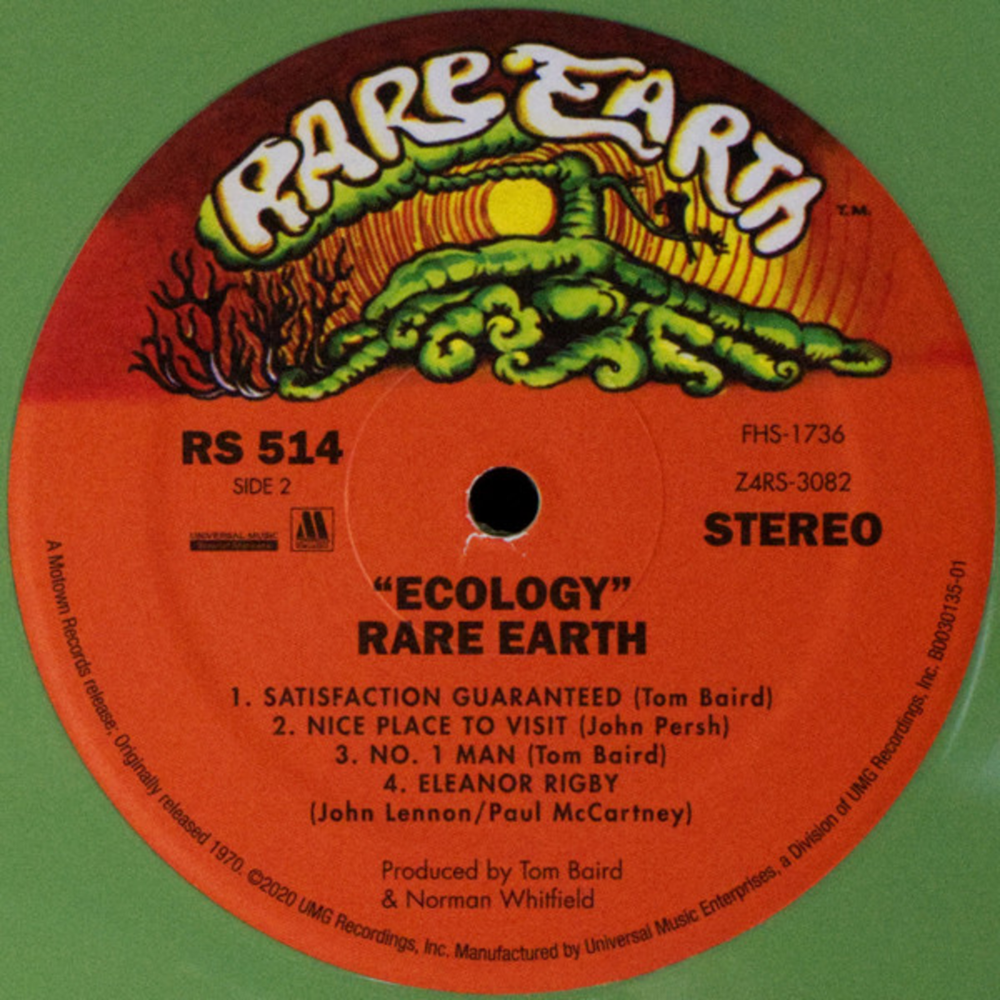 RARE EARTH
T.M.
RS 514
SIDE 2
UNIVERSAL MUSIC
FHS-1736
Z4RS-3082
STEREO
“ECOLOGY”
RARE EARTH
1. SATISFACTION GUARANTEED (Tom Baird)
2. NICE PLACE TO VISIT (John Persh)
3. NO. 1 MAN (Tom Baird)
4. ELEANOR RIGBY
(John Lennon/Paul McCartney)
Produced by Tom Baird
& Norman Whitfield
A Motown Records release; Originally released 1970. ©2020 UMG Recordings, Inc. Manufactured by Universal Music Enterprises, a Division of UMG Recordings, Inc. B0030135-01